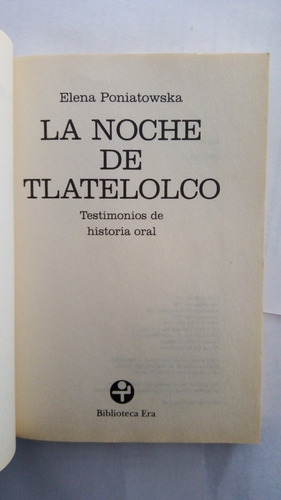 Elena Poniatowska
LA NOCHE
DE
TLATELOLCO
Testimonios de
historia oral
Biblioteca Era